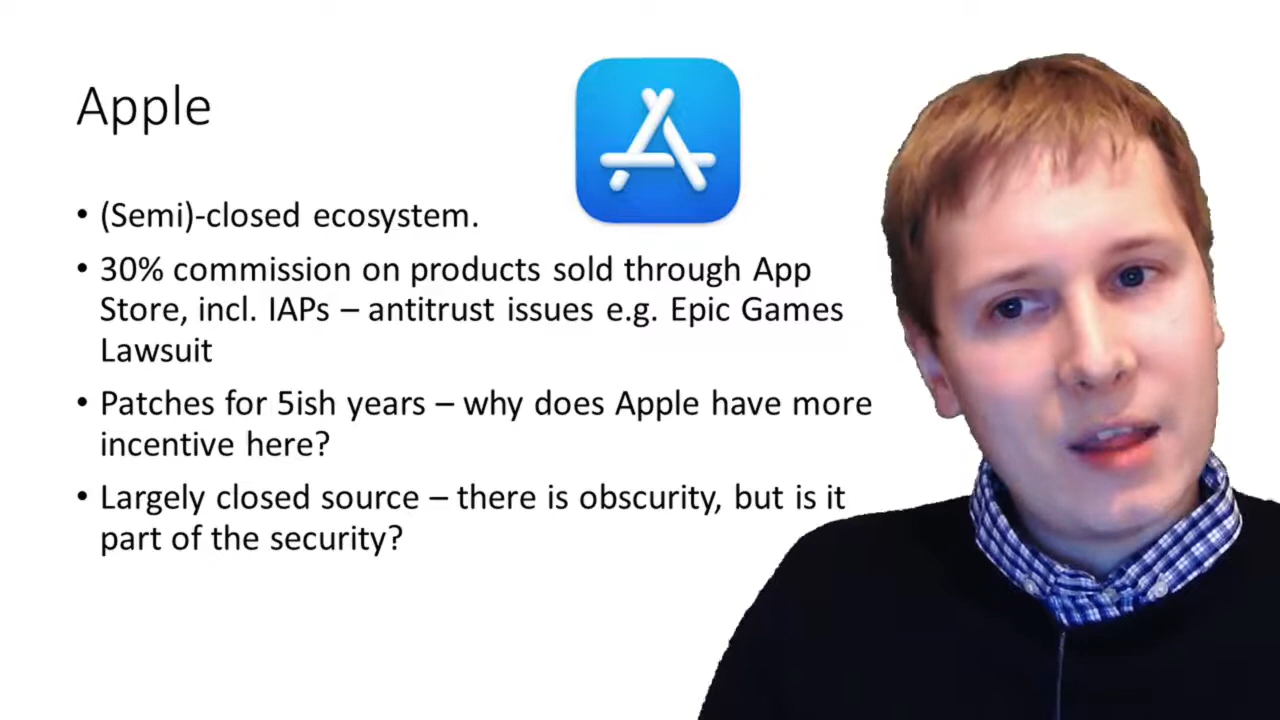 Apple
• (Semi)-closed ecosystem.
• 30% commission on products sold through App
Store, incl. IAPs – antitrust issues e.g. Epic Games
Lawsuit
• Patches for 5ish years – why does Apple have more
incentive here?
• Largely closed source – there is obscurity, but is it
part of the security?